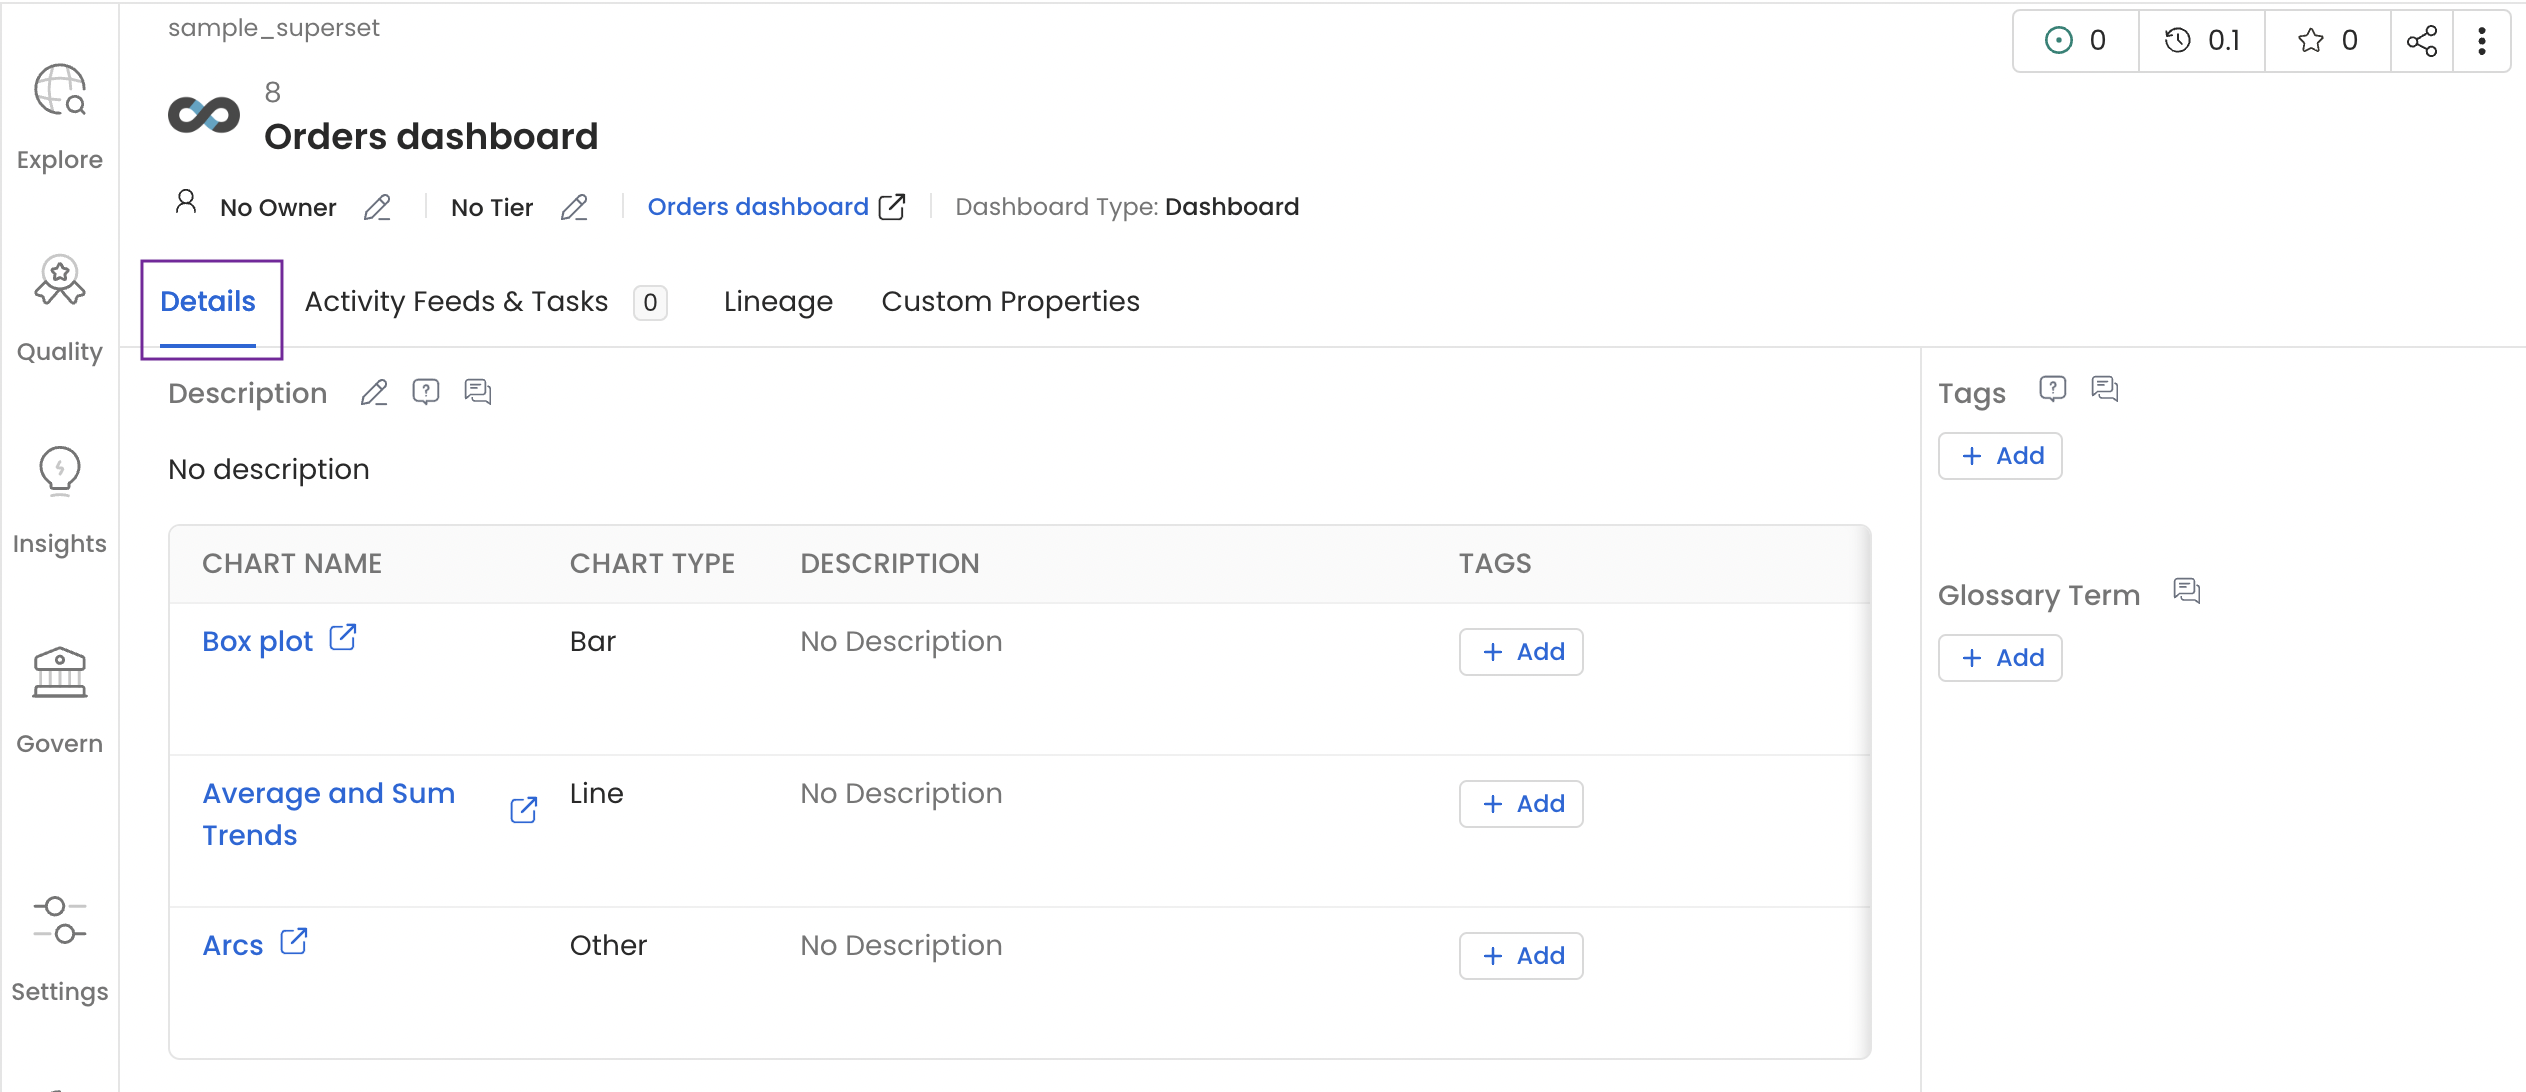 sample_superset
0
0.1
0
8
Orders dashboard
No Owner
No Tier
Orders dashboard
Dashboard Type: Dashboard
Explore
Quality
Insights
Govern
Settings
Details
Activity Feeds & Tasks 0
Lineage
Custom Properties
Description
No description
CHART NAME
CHART TYPE
DESCRIPTION
TAGS
Box plot
Bar
No Description
+ Add
Average and Sum
Trends
Line
No Description
+ Add
Arcs
Other
No Description
+ Add
Tags
+ Add
Glossary Term
+ Add